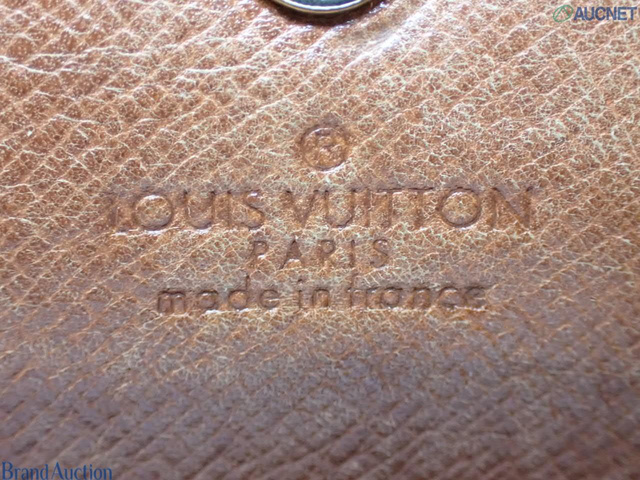 AUCNET
®
LOUIS VUITTON
PARIS
made in france
Brand Auction